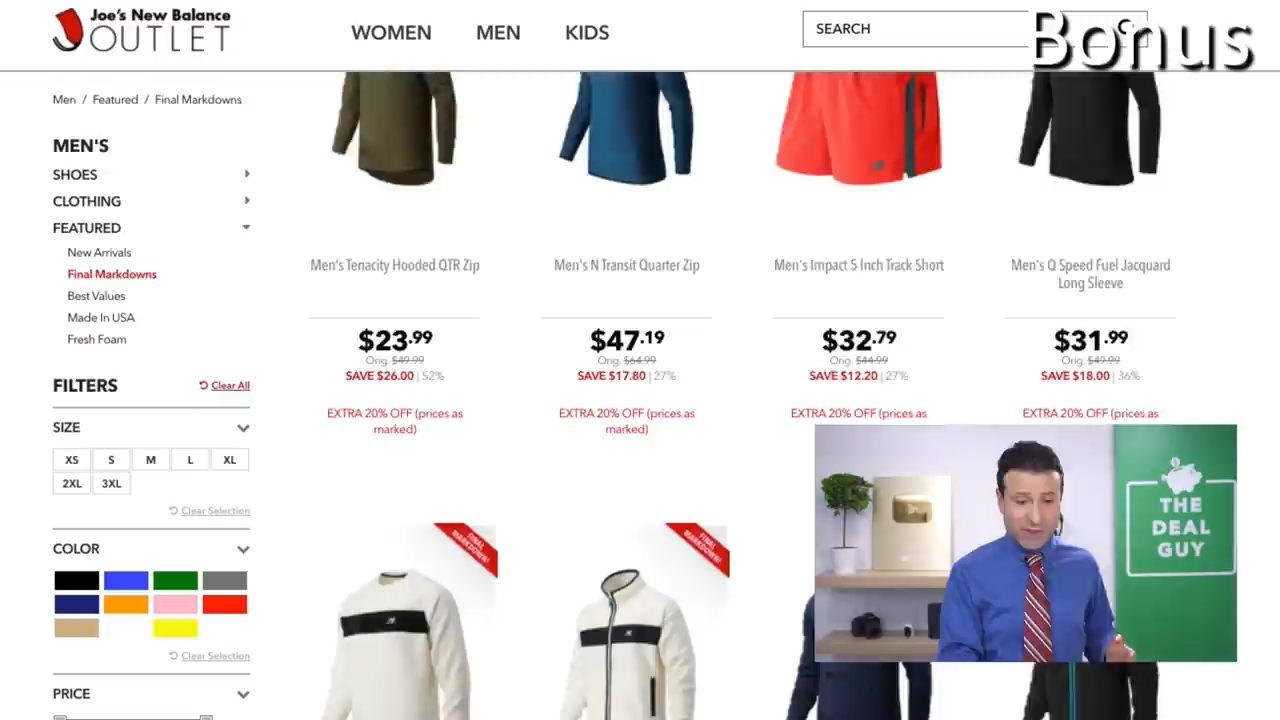 Joe's New Balance
OUTLET
WOMEN
MEN
KIDS
SEARCH
Bonus
Men / Featured / Final Markdowns
MEN'S
SHOES
CLOTHING
FEATURED
New Arrivals
Final Markdowns
Best Values
Made In USA
Fresh Foam
FILTERS
Clear All
SIZE
XS S M L XL
2XL 3XL
Clear Selection
COLOR
Clear Selection
PRICE
Men's Tenacity Hooded QTR Zip
$23.99
Orig. $49.99
SAVE $26.00 | 52%
EXTRA 20% OFF (prices as
marked)
Men's N Transit Quarter Zip
$47.19
Orig. $64.99
SAVE $17.80 | 27%
EXTRA 20% OFF (prices as
marked)
Men's Impact 5 Inch Track Short
$32.79
Orig. $44.99
SAVE $12.20 | 27%
EXTRA 20% OFF (prices as
Men's Q Speed Fuel Jacquard
Long Sleeve
$31.99
Orig. $49.99
SAVE $18.00 | 36%
EXTRA 20% OFF (prices as
FINAL
MARKDOWN!
FINAL
MARKDOWN!
THE
DEAL
GUY